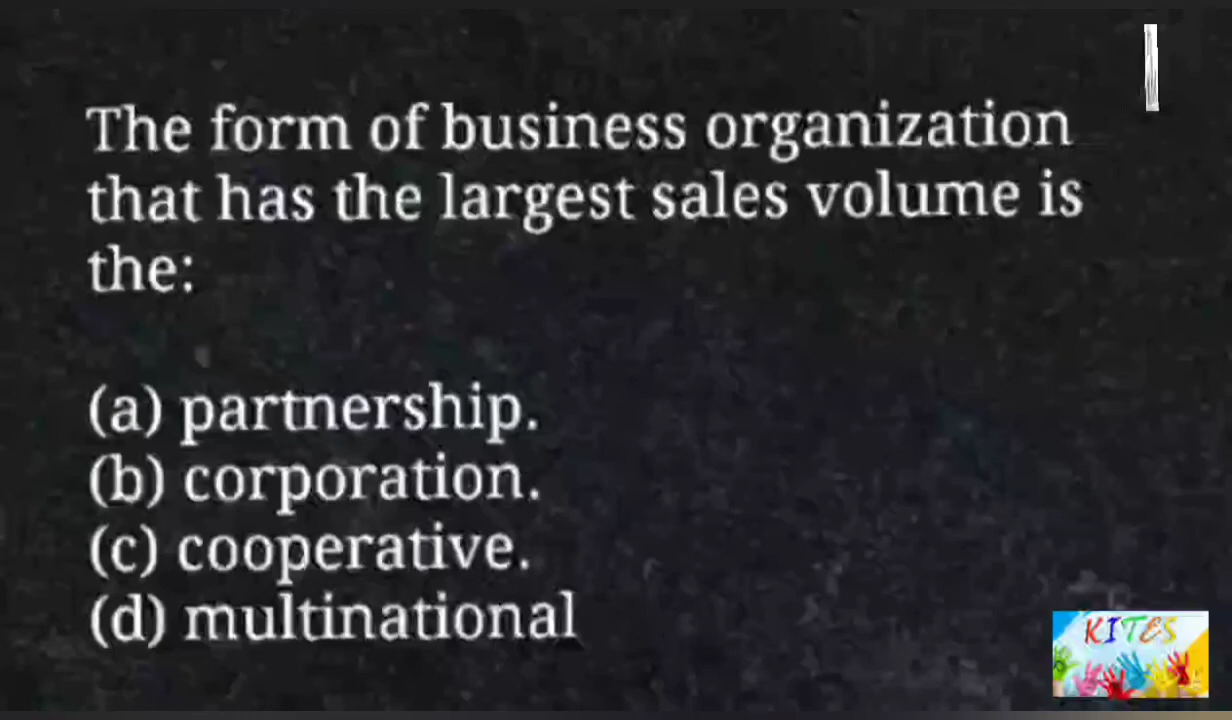 The form of business organization
that has the largest sales volume is
the:
(a) partnership.
(b) corporation.
(c) cooperative.
(d) multinational
KITES